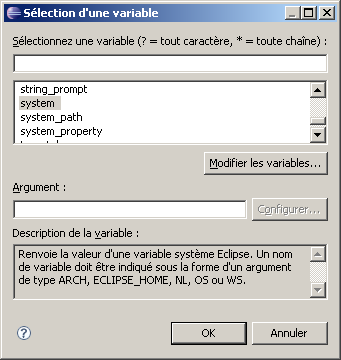 Sélection d'une variable
Sélectionnez une variable (? = tout caractère, * = toute chaîne) :
string_prompt
system
system_path
system_property
Modifier les variables...
Argument :
Configurer...
Description de la variable :
Renvoie la valeur d'une variable système Eclipse. Un nom
de variable doit être indiqué sous la forme d'un argument
de type ARCH, ECLIPSE_HOME, NL, OS ou WS.
?
OK
Annuler